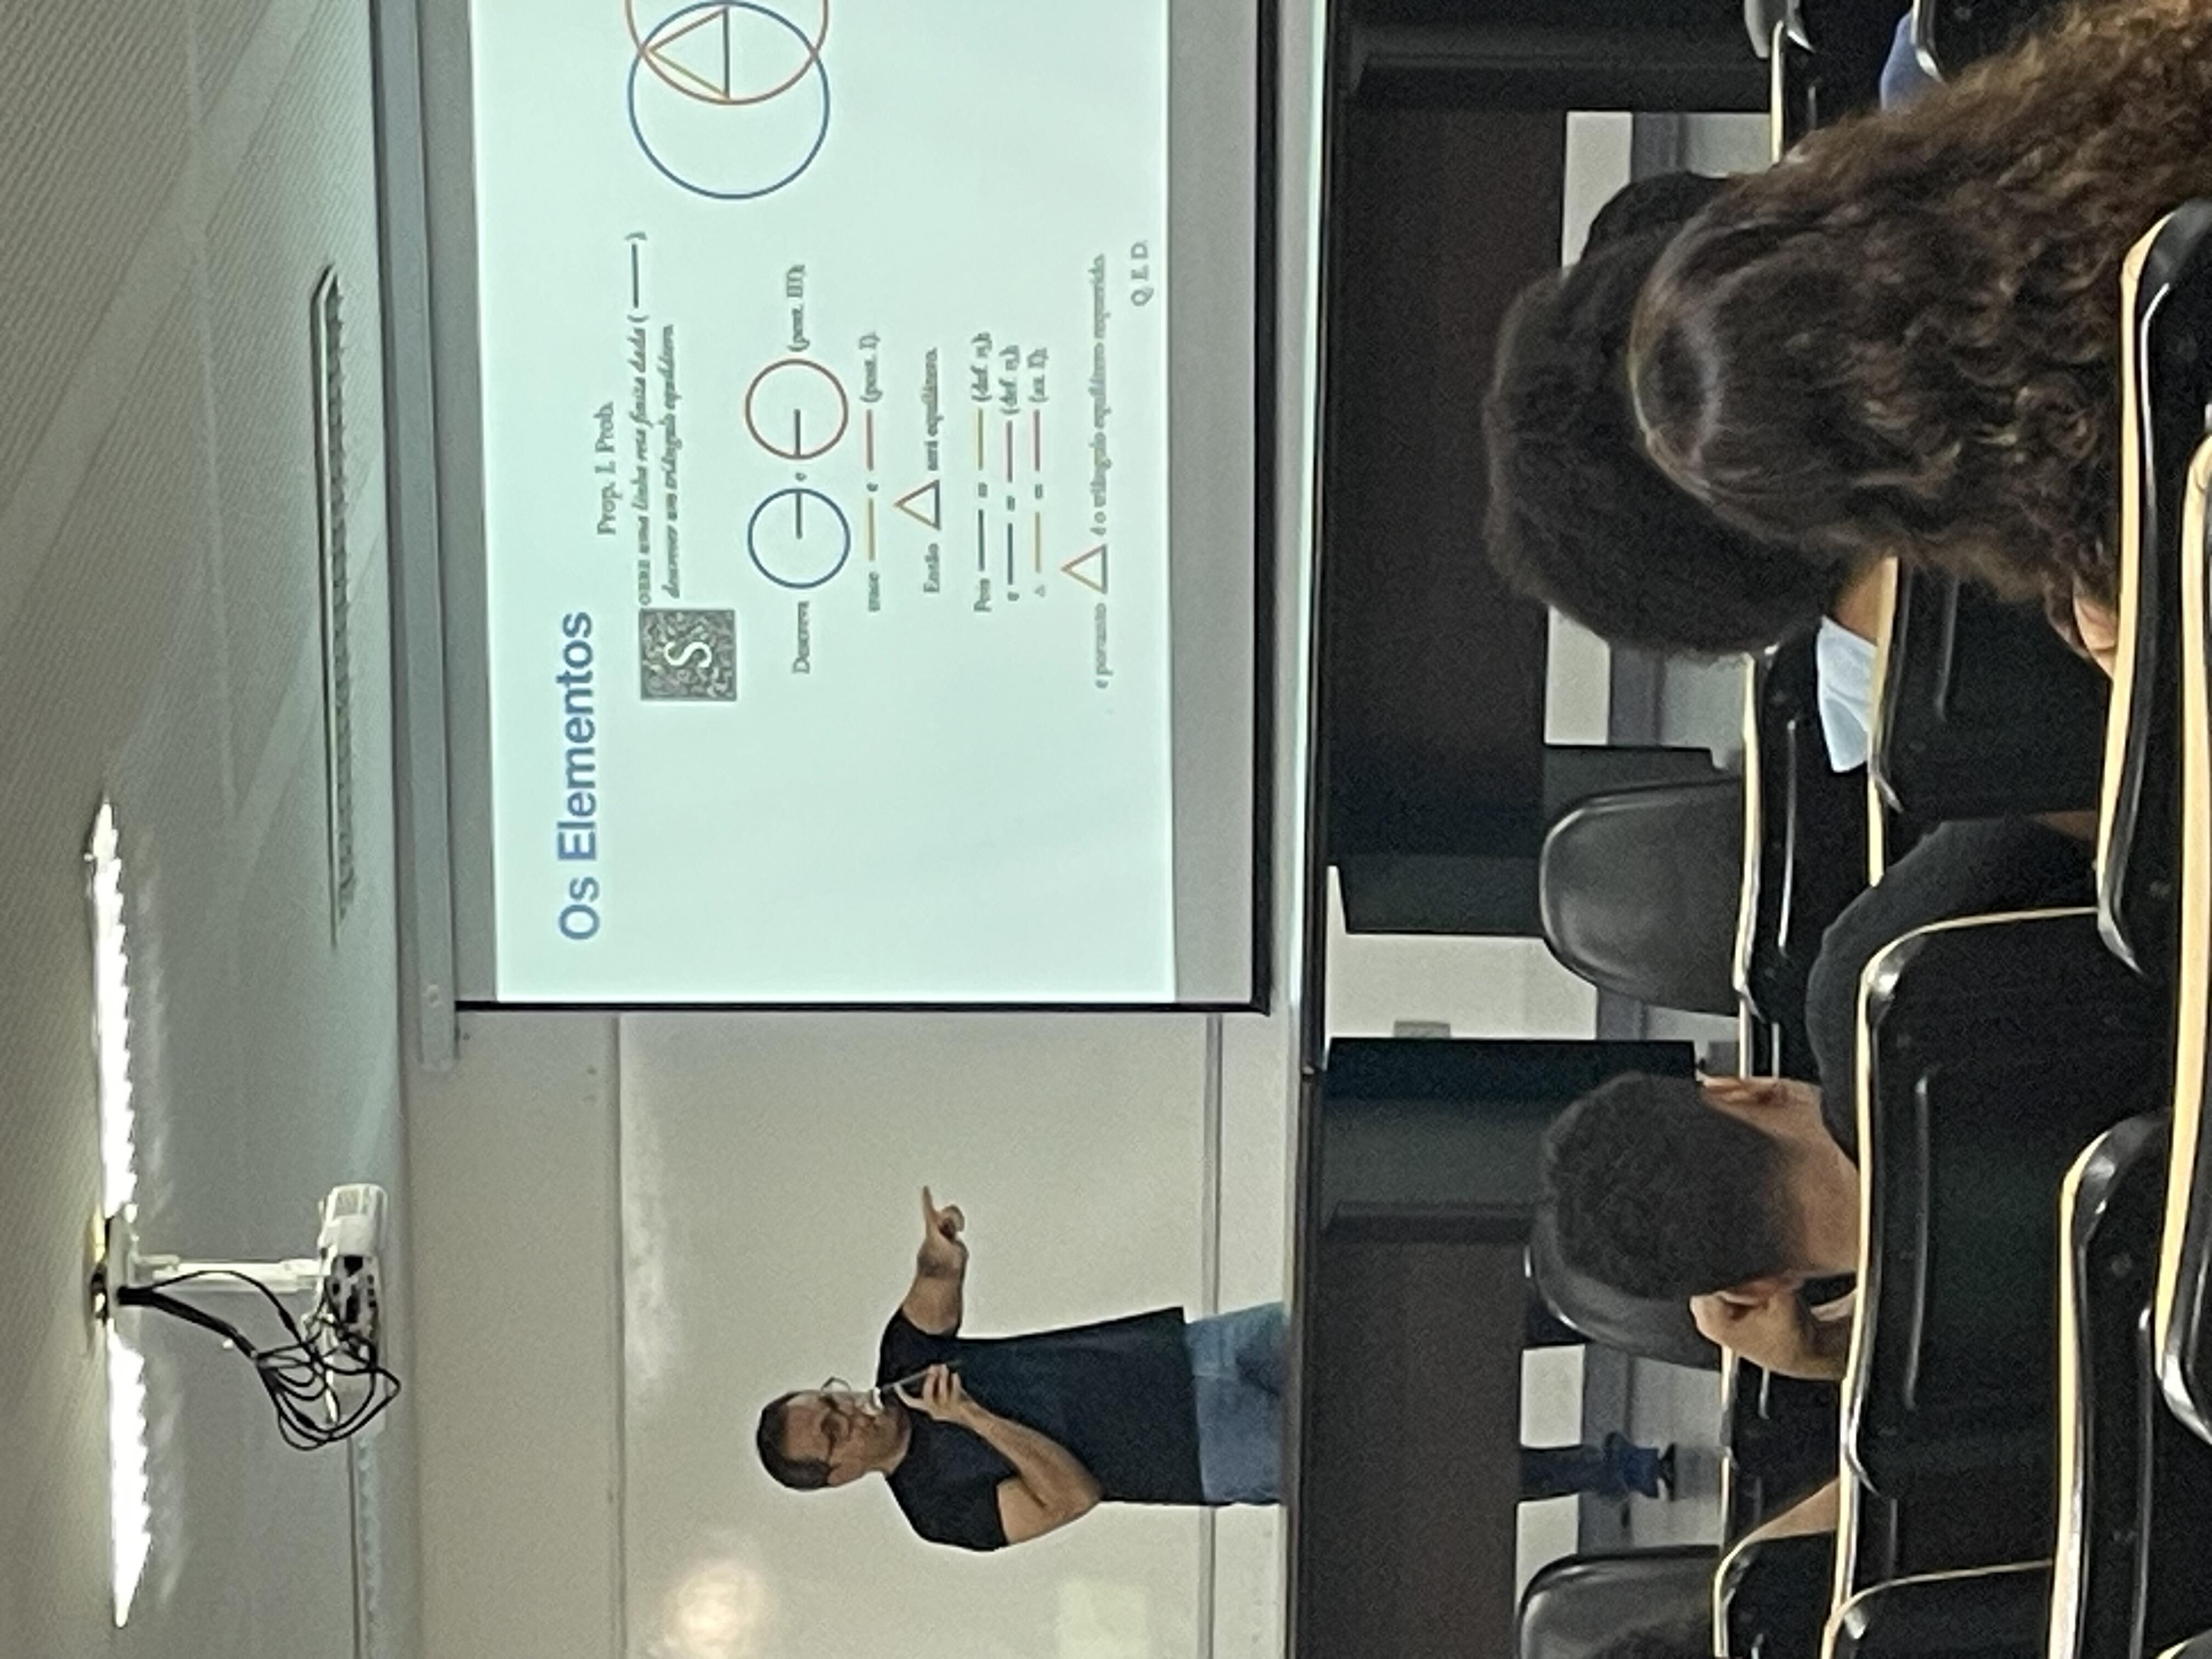 Os Elementos
Prop. I. Prob.
SOBRE uma linha reta finita dada ( )
descrever um triângulo equilátero.
Descreva e (post. III);
trace e (post. I).
Então será equilátero.
Pois = (def. 15);
e = (def. 15);
∴ = (ax. I);
e portanto é o triângulo equilátero requerido.
Q. E. D.